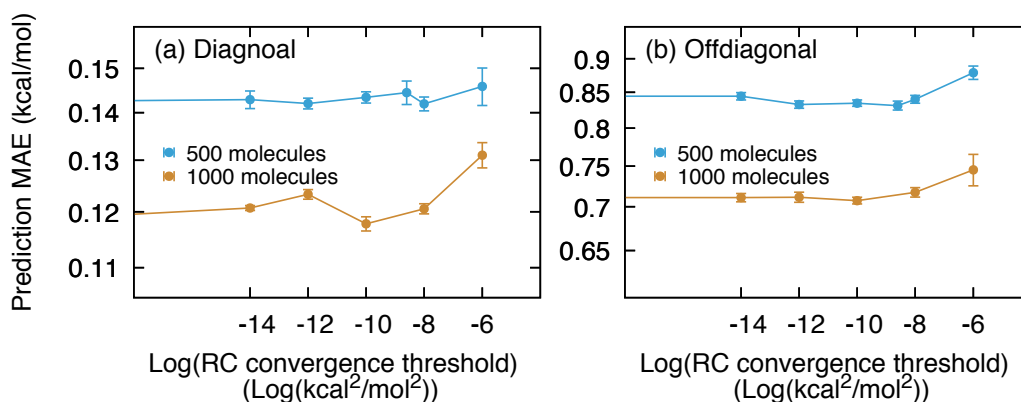 Prediction MAE (kcal/mol)
(a) Diagnoal
0.15
0.14
0.13
0.12
0.11
500 molecules
1000 molecules
-14 -12 -10 -8 -6
Log(RC convergence threshold)
(Log(kcal²/mol²))
(b) Offdiagonal
0.9
0.85
0.8
0.75
0.7
0.65
500 molecules
1000 molecules
-14 -12 -10 -8 -6
Log(RC convergence threshold)
(Log(kcal²/mol²))